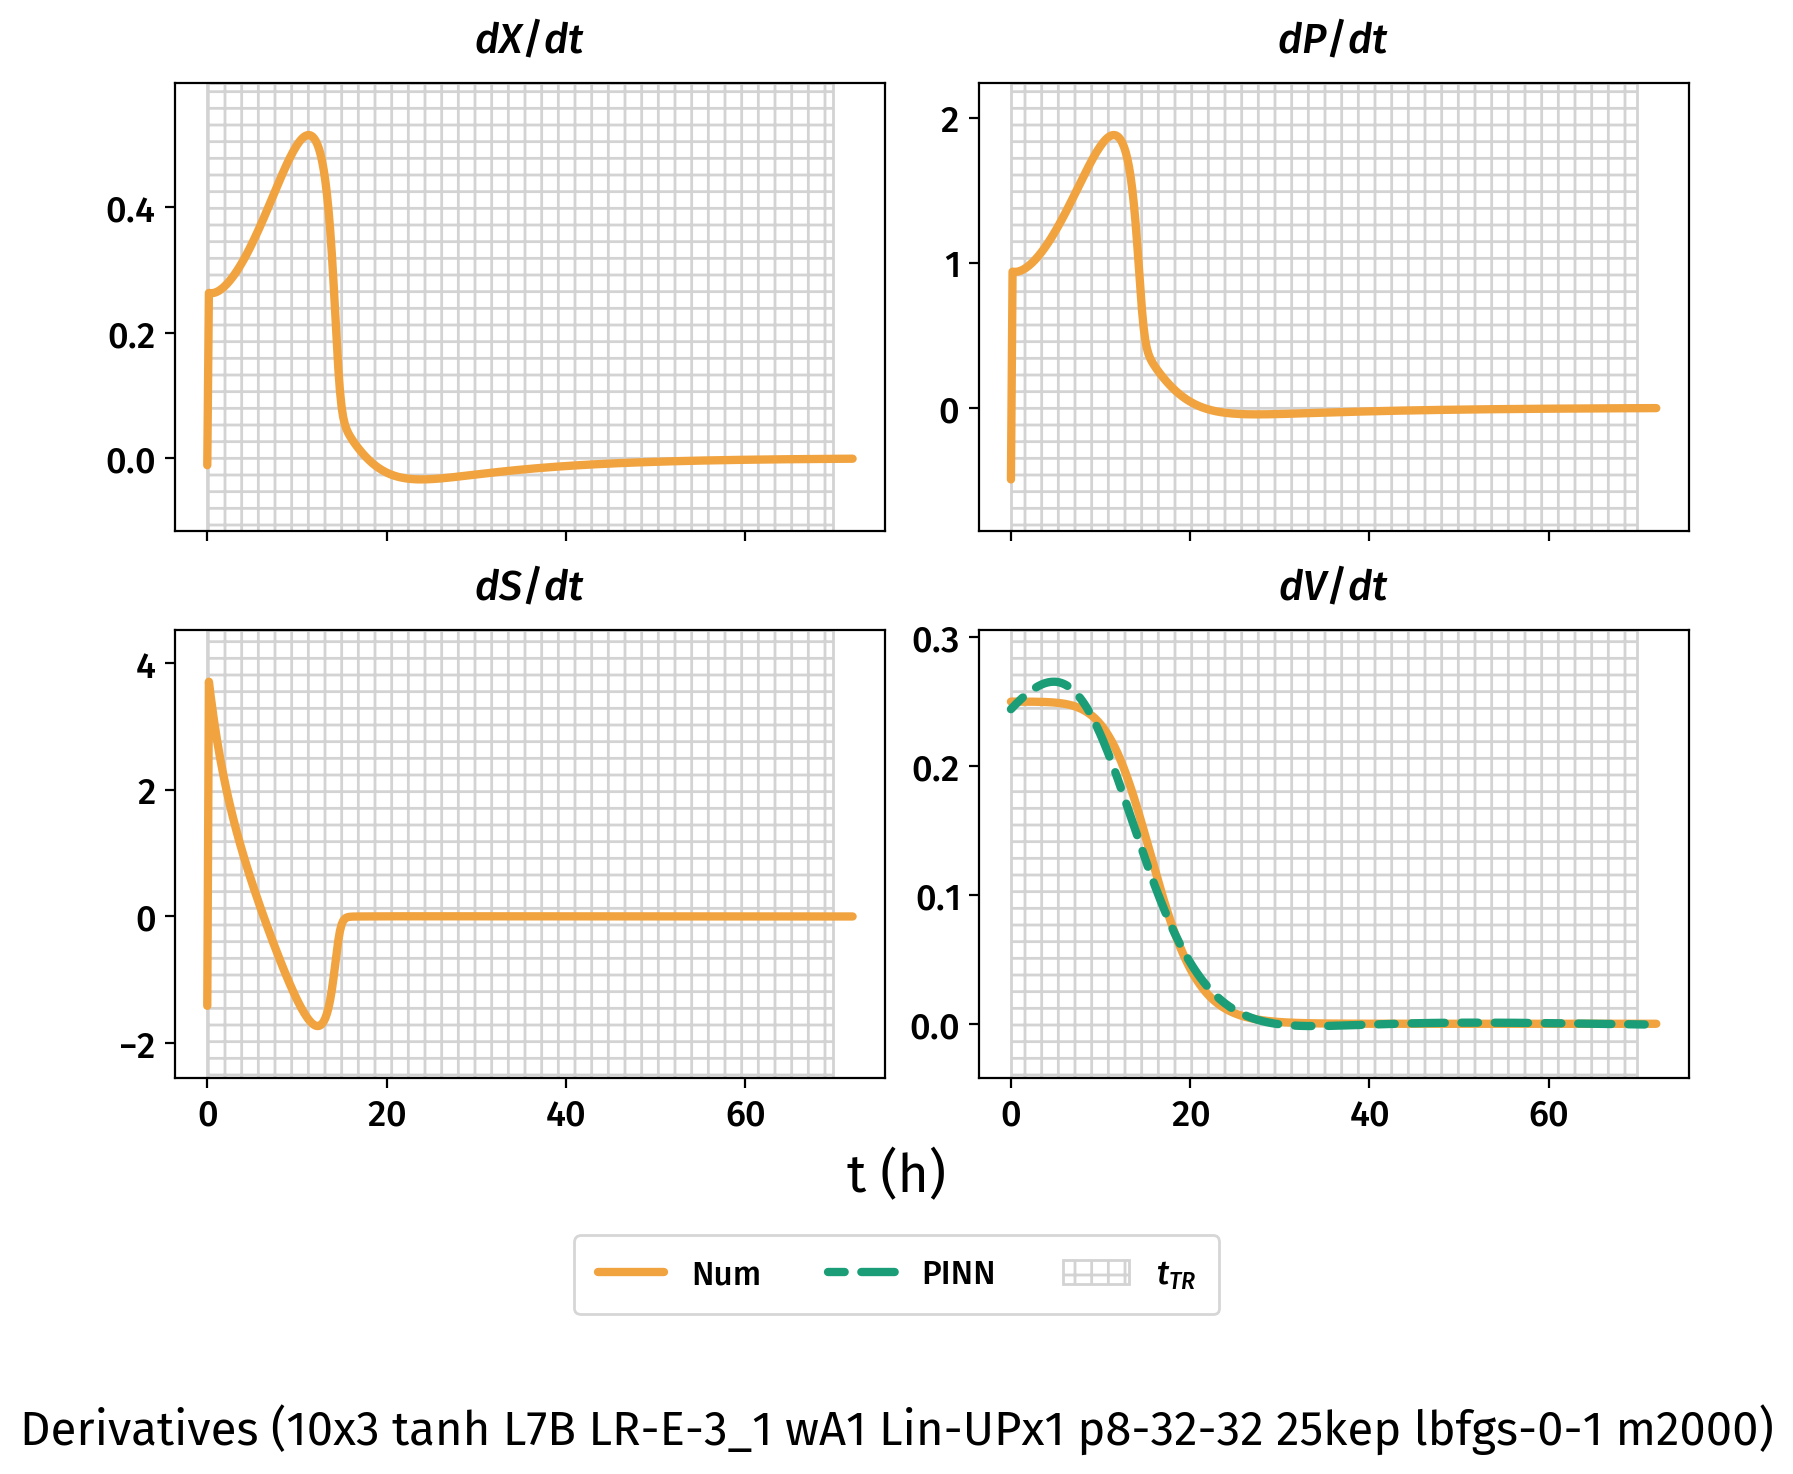 dX/dt
dP/dt
0.4
0.2
0.0
2
1
0
dS/dt
dV/dt
4
2
0
−2
0 20 40 60
0.3
0.2
0.1
0.0
0 20 40 60
t (h)
Num PINN tTR
Derivatives (10x3 tanh L7B LR-E-3_1 wA1 Lin-UPx1 p8-32-32 25kep lbfgs-0-1 m2000)